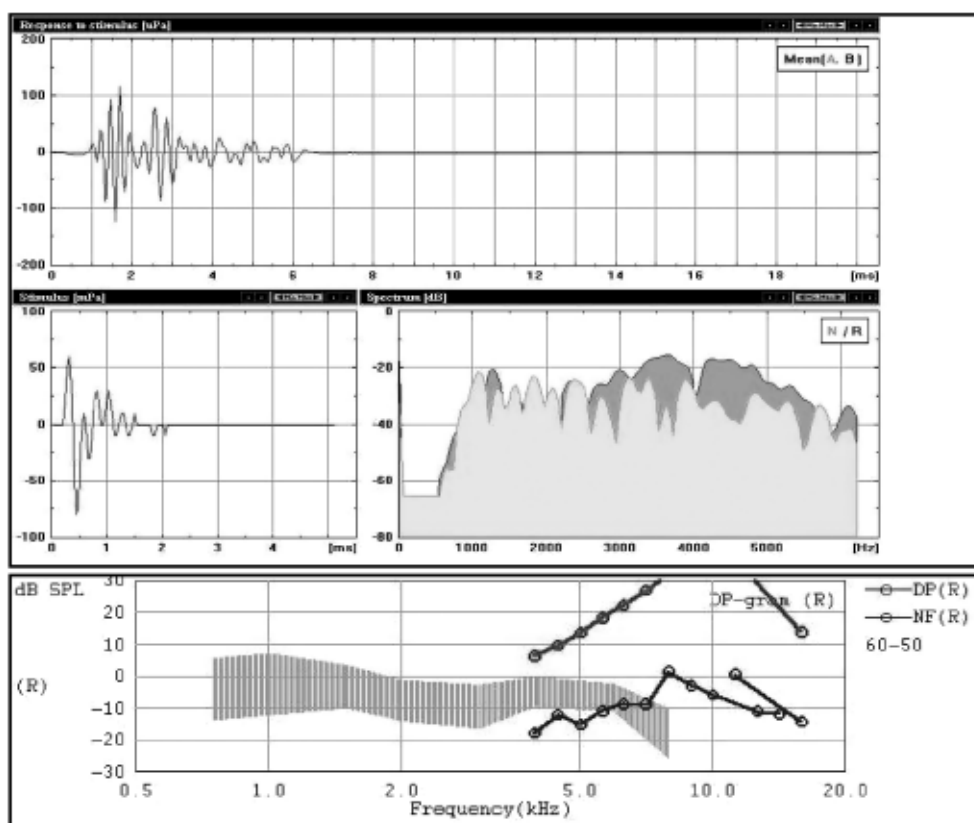 Response to stimulus [uPa]
200
Mean(A, B)
100
0
-100
-200
0 2 4 6 8 10 12 14 16 18 [ms]
Stimulus [mPa]
100
50
0
-50
-100
0 1 2 3 4 [ms]
Spectrum [dB]
0
N / R
-20
-40
-60
-80
0 1000 2000 3000 4000 5000 [Hz]
dB SPL
30
DP-gram (R)
DP(R)
20
NF(R)
10
60-50
(R)
0
-10
-20
-30
0.5 1.0 2.0 5.0 10.0 20.0
Frequency(kHz)